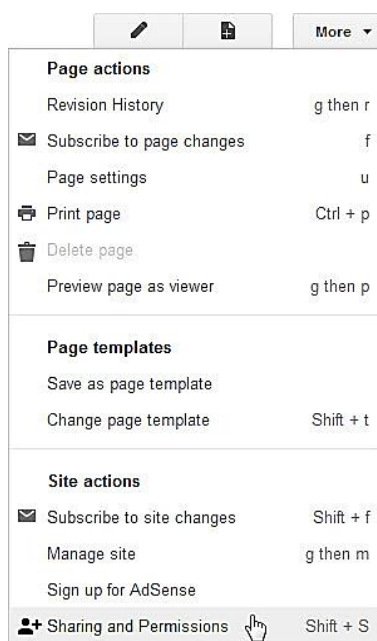 More
Page actions
Revision History g then r
Subscribe to page changes f
Page settings u
Print page Ctrl + p
Delete page
Preview page as viewer g then p
Page templates
Save as page template
Change page template Shift + t
Site actions
Subscribe to site changes Shift + f
Manage site g then m
Sign up for AdSense
Sharing and Permissions Shift + S